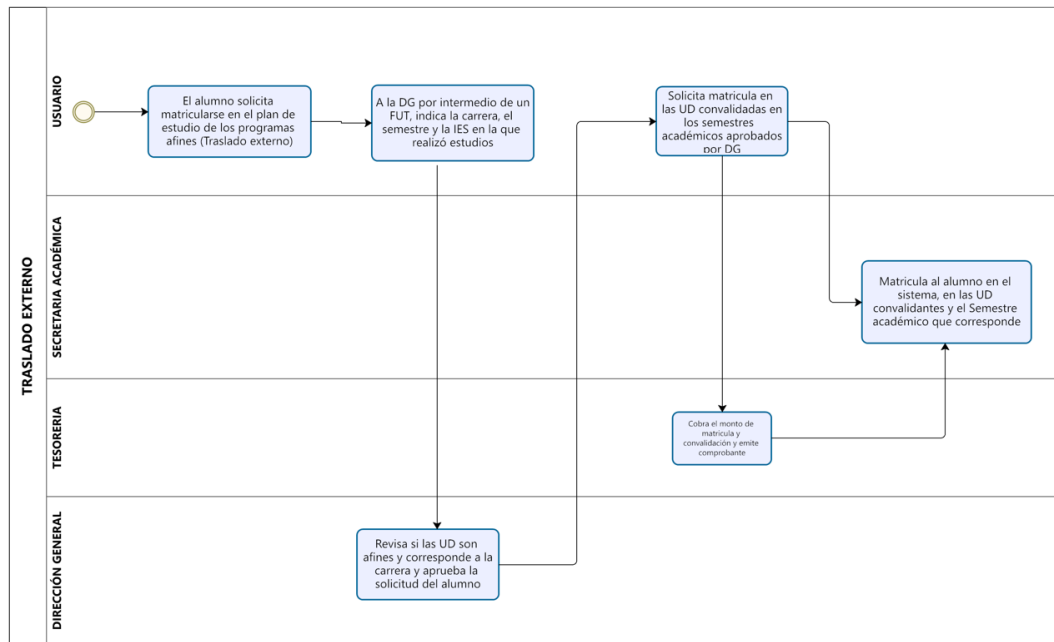 TRASLADO EXTERNO
USUARIO
El alumno solicita
matricularse en el plan de
estudio de los programas
afines (Traslado externo)
A la DG por intermedio de un
FUT, indica la carrera, el
semestre y la IES en la que
realizó estudios
Solicita matricula en
las UD convalidadas en
los semestres
académicos aprobados
por DG
SECRETARIA ACADÉMICA
Matricula al alumno en el
sistema, en las UD
convalidantes y el Semestre
académico que corresponde
TESORERIA
Cobra el monto de
matricula y
convalidación y emite
comprobante
DIRECCIÓN GENERAL
Revisa si las UD son
afines y corresponde a la
carrera y aprueba la
solicitud del alumno